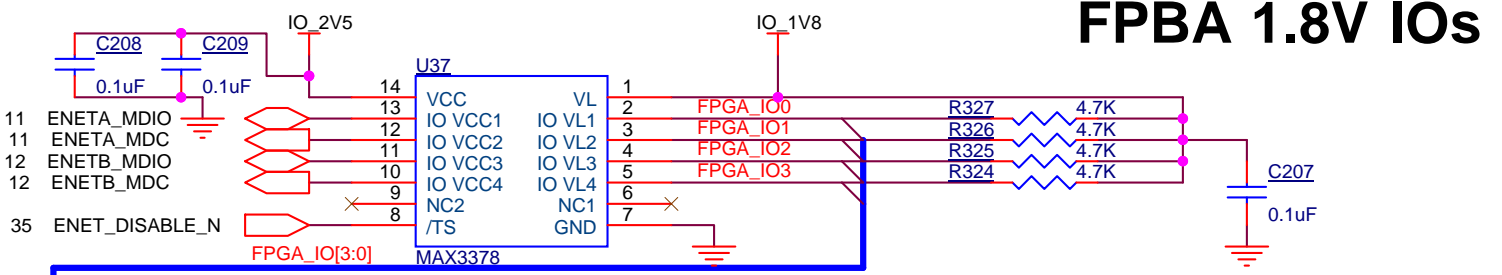 FPBA 1.8V IOs
IO_2V5
IO_1V8
C208
C209
0.1uF
0.1uF
U37
14
VCC
VL
1
13
IO VCC1
IO VL1
2
FPGA_IO0
R327
4.7K
12
IO VCC2
IO VL2
3
FPGA_IO1
R326
4.7K
11
IO VCC3
IO VL3
4
FPGA_IO2
R325
4.7K
10
IO VCC4
IO VL4
5
FPGA_IO3
R324
4.7K
9
NC2
NC1
6
8
/TS
GND
7
MAX3378
11 ENETA_MDIO
11 ENETA_MDC
12 ENETB_MDIO
12 ENETB_MDC
35 ENET_DISABLE_N
FPGA_IO[3:0]
C207
0.1uF